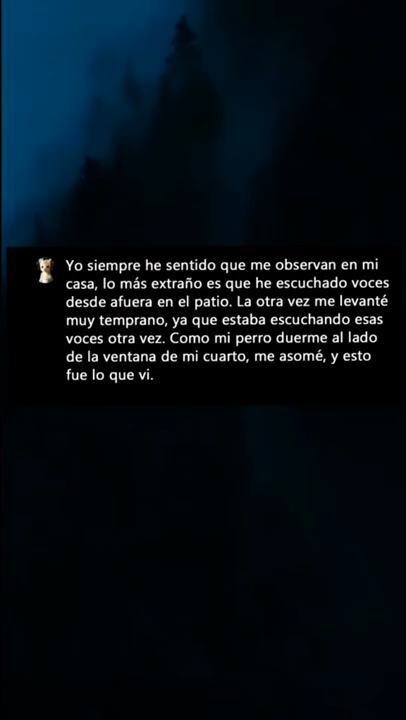 Yo siempre he sentido que me observan en mi
casa, lo más extraño es que he escuchado voces
desde afuera en el patio. La otra vez me levanté
muy temprano, ya que estaba escuchando esas
voces otra vez. Como mi perro duerme al lado
de la ventana de mi cuarto, me asomé, y esto
fue lo que vi.